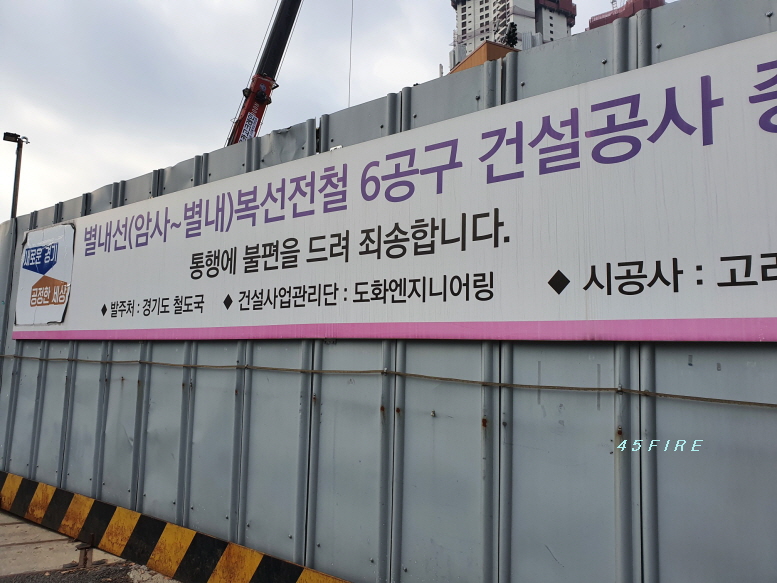 별내선(암사~별내)복선전철 6공구 건설공사
통행에 불편을 드려 죄송합니다.
새로운 경기
공정한 세상
◆ 발주처 : 경기도 철도국 ◆ 건설사업관리단 : 도화엔지니어링 ◆ 시공사 : 고려
45FIRE